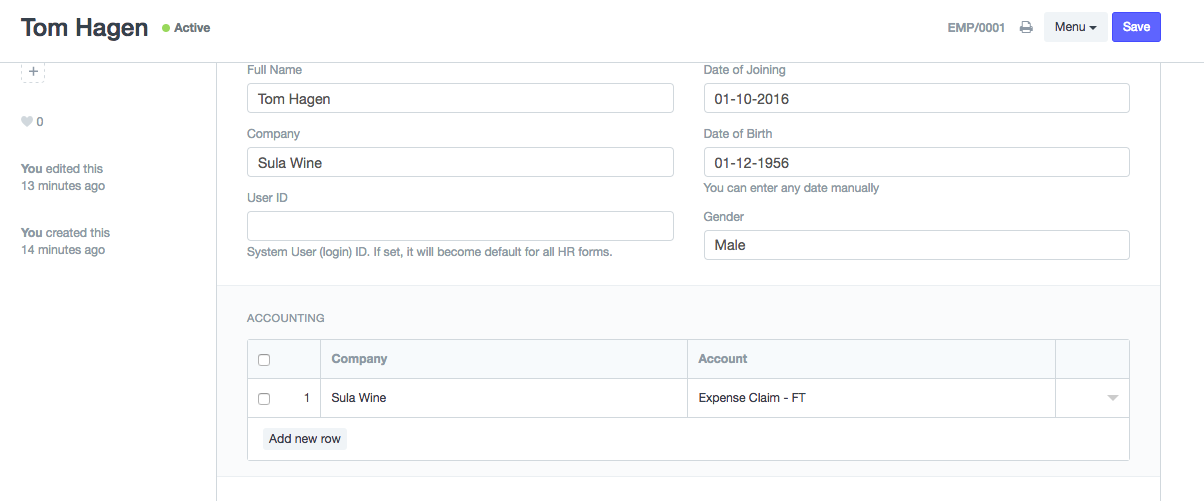 Tom Hagen Active EMP/0001 Menu Save
+
0
You edited this
13 minutes ago
You created this
14 minutes ago
Full Name
Tom Hagen
Company
Sula Wine
User ID
System User (login) ID. If set, it will become default for all HR forms.
Date of Joining
01-10-2016
Date of Birth
01-12-1956
You can enter any date manually
Gender
Male
ACCOUNTING
Company Account
1 Sula Wine Expense Claim - FT
Add new row